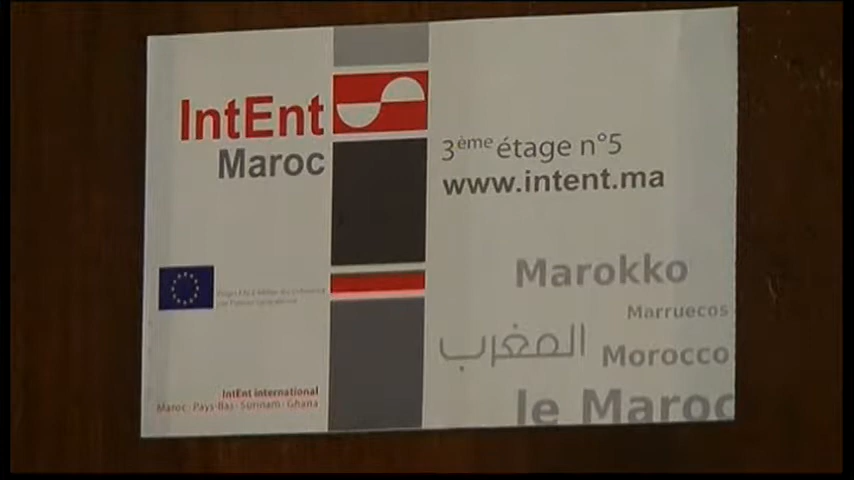 IntEnt
Maroc
3ème étage n°5
www.intent.ma
Marokko
Marruecos
المغرب
Morocco
le Maroc
IntEnt international
Maroc · Pays-Bas · Surinam · Ghana